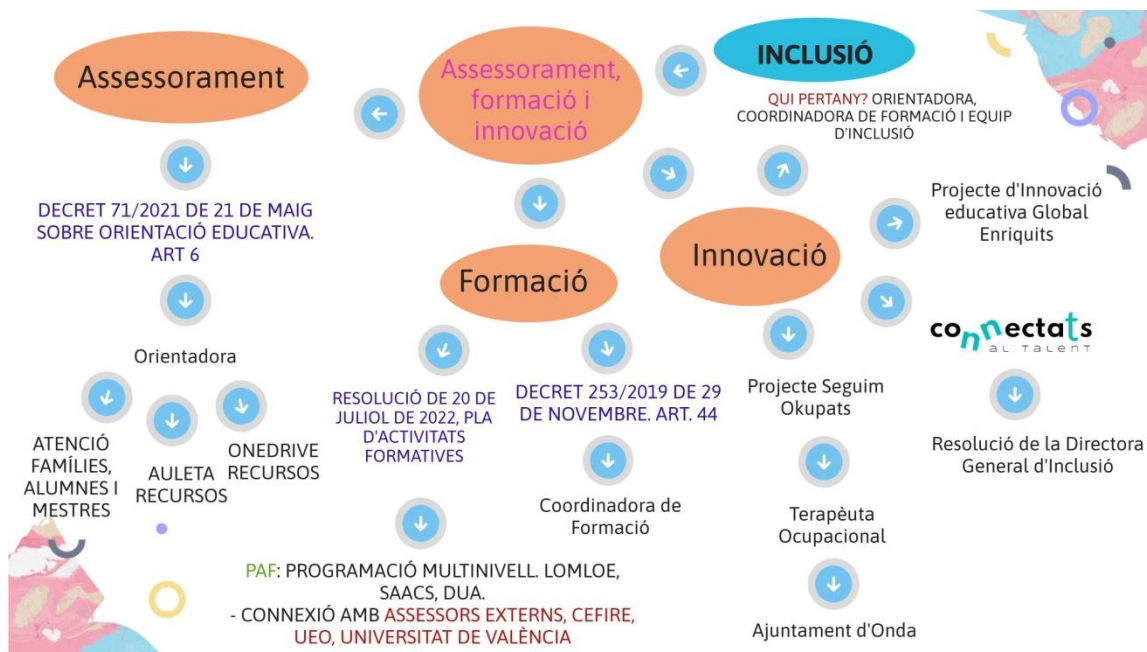 Assessorament
DECRET 71/2021 DE 21 DE MAIG
SOBRE ORIENTACIÓ EDUCATIVA.
ART 6
Orientadora
ATENCIÓ
FAMÍLIES,
ALUMNES I
MESTRES
AULETA
RECURSOS
ONEDRIVE
RECURSOS
Assessorament,
formació i
innovació
Formació
RESOLUCIÓ DE 20 DE
JULIOL DE 2022, PLA
D'ACTIVITATS
FORMATIVES
PAF: PROGRAMACIÓ MULTINIVELL. LOMLOE,
SAACS, DUA.
- CONNEXIÓ AMB ASSESSORS EXTERNS, CEFIRE,
UEO, UNIVERSITAT DE VALÈNCIA
DECRET 253/2019 DE 29
DE NOVEMBRE. ART. 44
Coordinadora de
Formació
INCLUSIÓ
QUI PERTANY? ORIENTADORA,
COORDINADORA DE FORMACIÓ I EQUIP
D'INCLUSIÓ
Innovació
Projecte d'Innovació
educativa Global
Enriquits
connectats
AL TALENT
Resolució de la Directora
General d'Inclusió
Projecte Seguim
Okupats
Terapèuta
Ocupacional
Ajuntament d'Onda